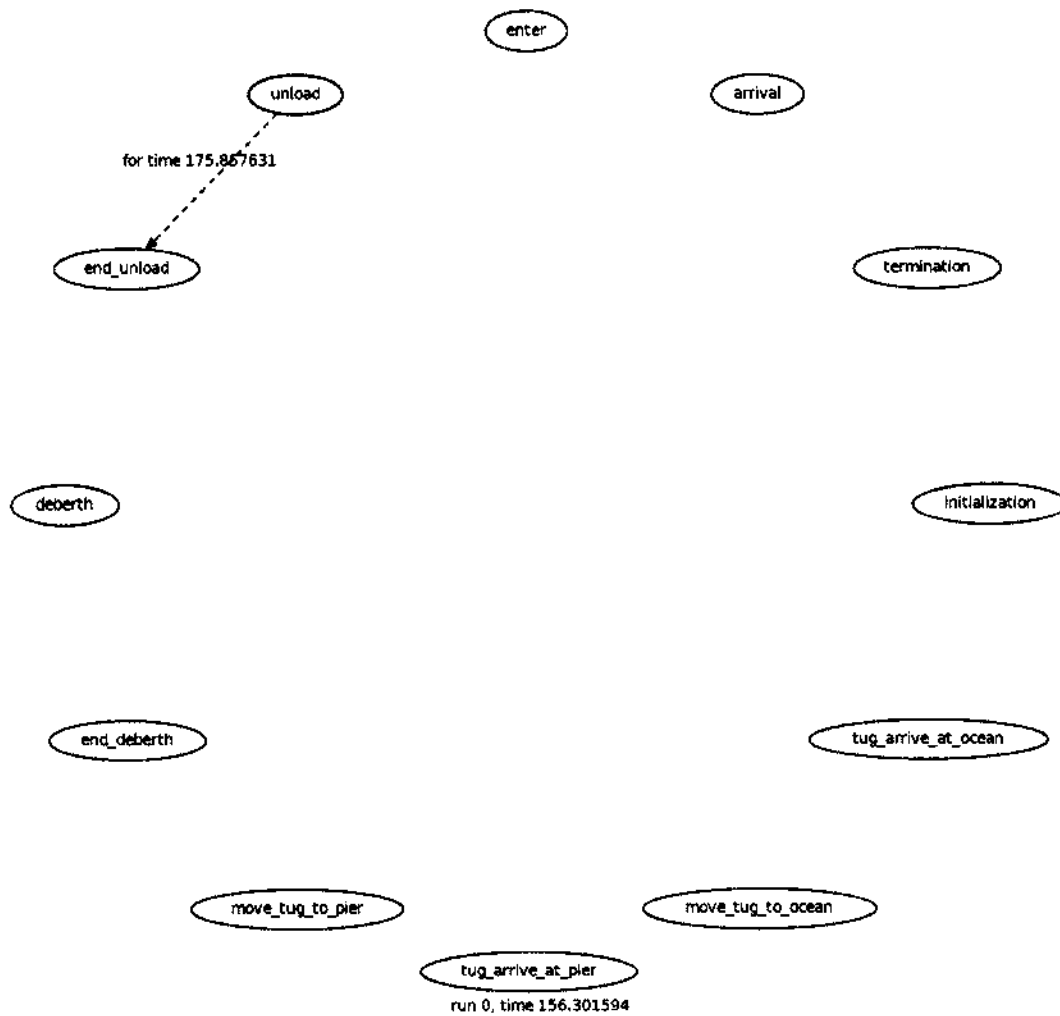 enter
unload
arrival
for time 175.857631
end_unload
termination
deberth
initialization
end_deberth
tug_arrive_at_ocean
move_tug_to_pier
move_tug_to_ocean
tug_arrive_at_pier
run 0, time 156.301594